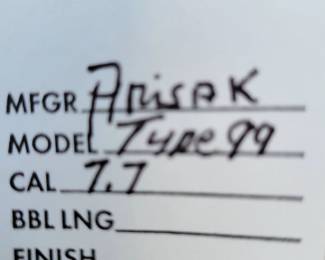 MFGR Arisak
MODEL Type 99
CAL 7.7
BBL LNG
FINISH